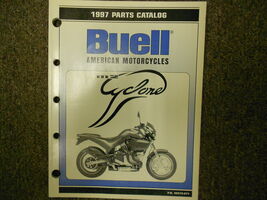 1997 PARTS CATALOG
Buell
AMERICAN MOTORCYCLES
Cyclone